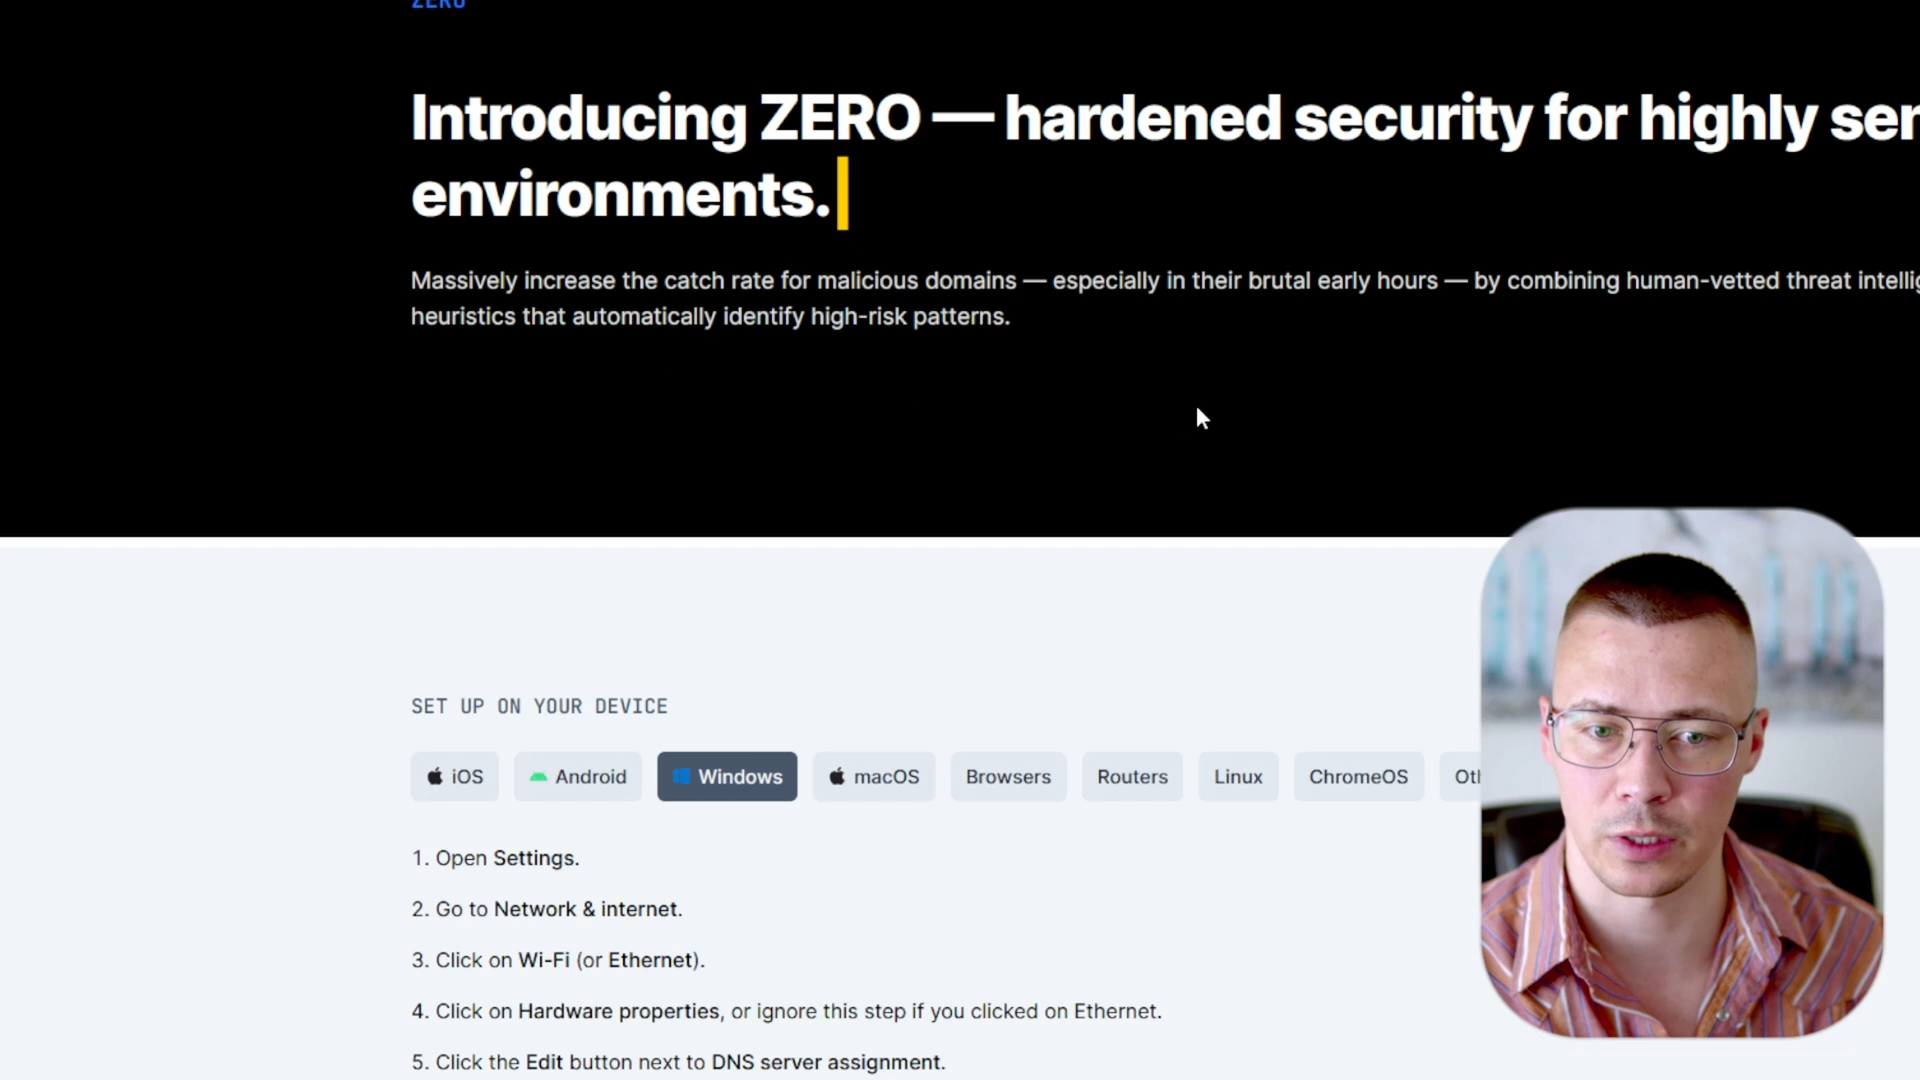 ZERO
Introducing ZERO — hardened security for highly
environments.
Massively increase the catch rate for malicious domains — especially in their brutal early hours — by combining human-vetted threat
heuristics that automatically identify high-risk patterns.
SET UP ON YOUR DEVICE
iOS Android Windows macOS Browsers Routers Linux ChromeOS
1. Open Settings.
2. Go to Network & internet.
3. Click on Wi-Fi (or Ethernet).
4. Click on Hardware properties, or ignore this step if you clicked on Ethernet.
5. Click the Edit button next to DNS server assignment.